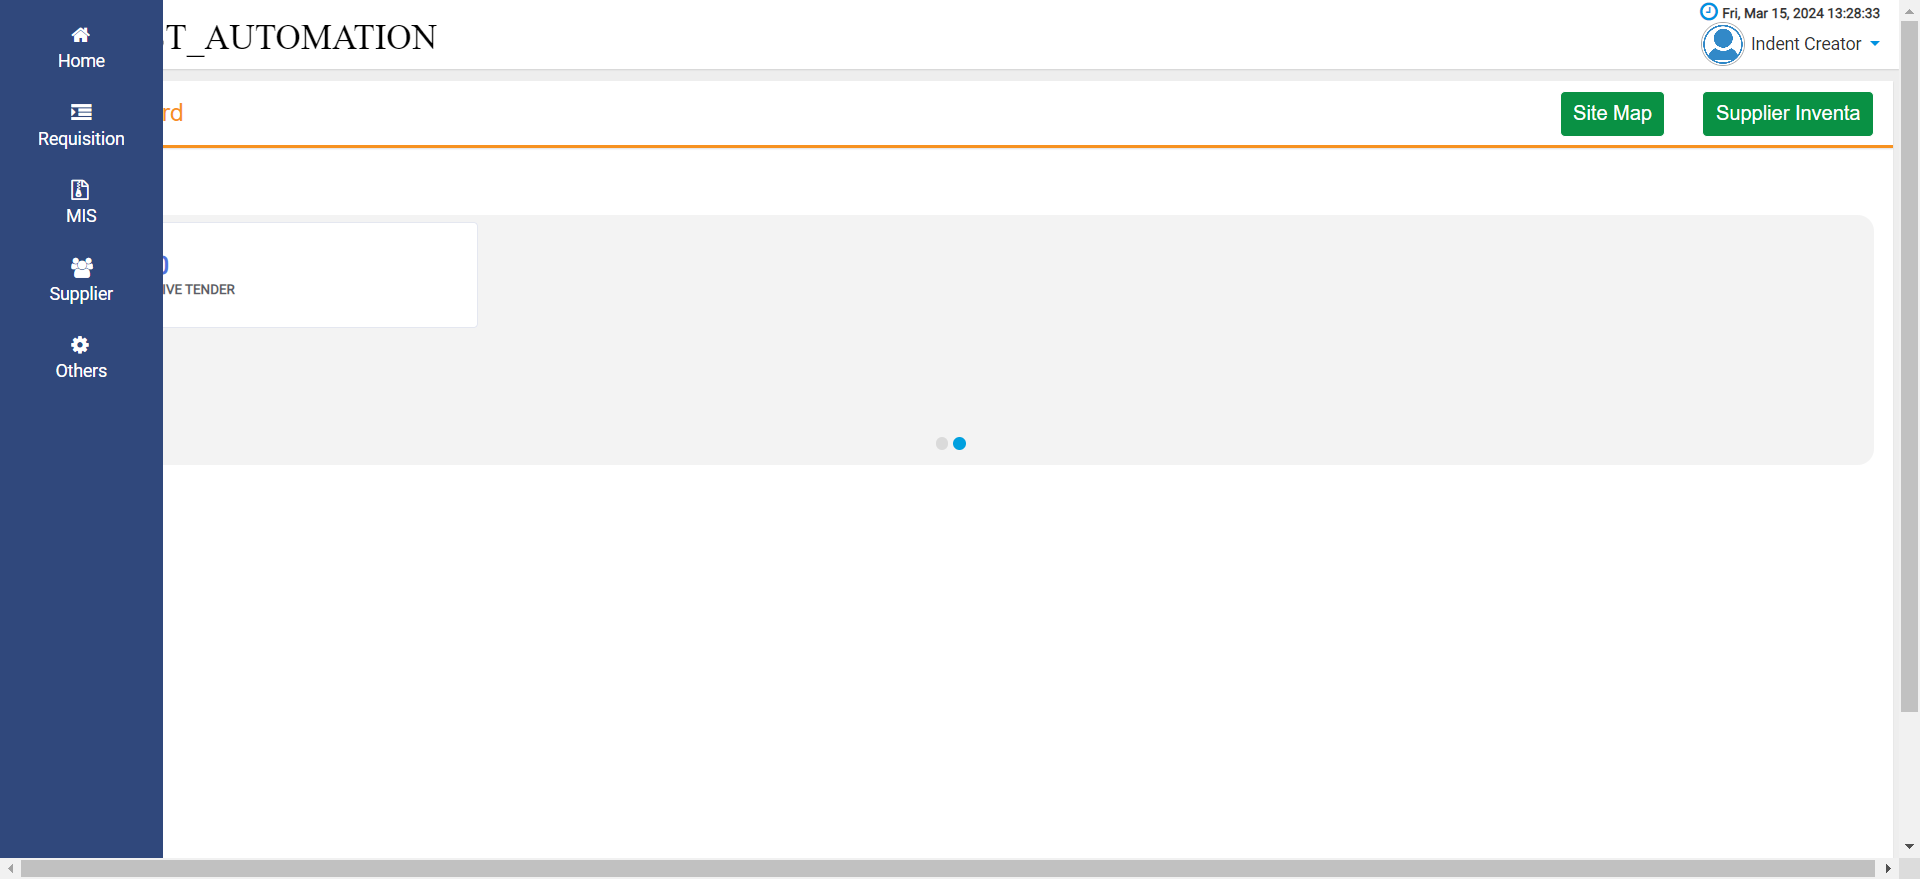 Home
Requisition
MIS
Supplier
Others
T_AUTOMATION
Fri, Mar 15, 2024 13:28:33
Indent Creator
rd
Site Map
Supplier Inventa
IVE TENDER